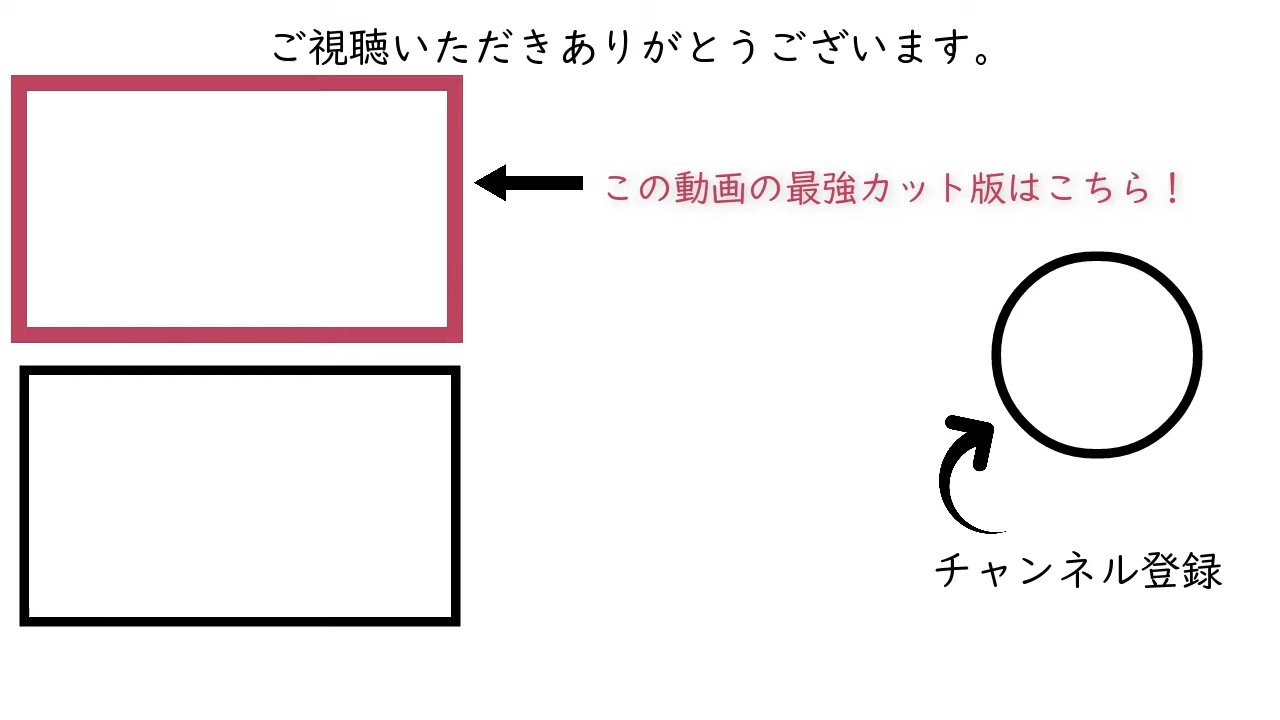 ご視聴いただきありがとうございます。
この動画の最強カット版はこちら！
チャンネル登録